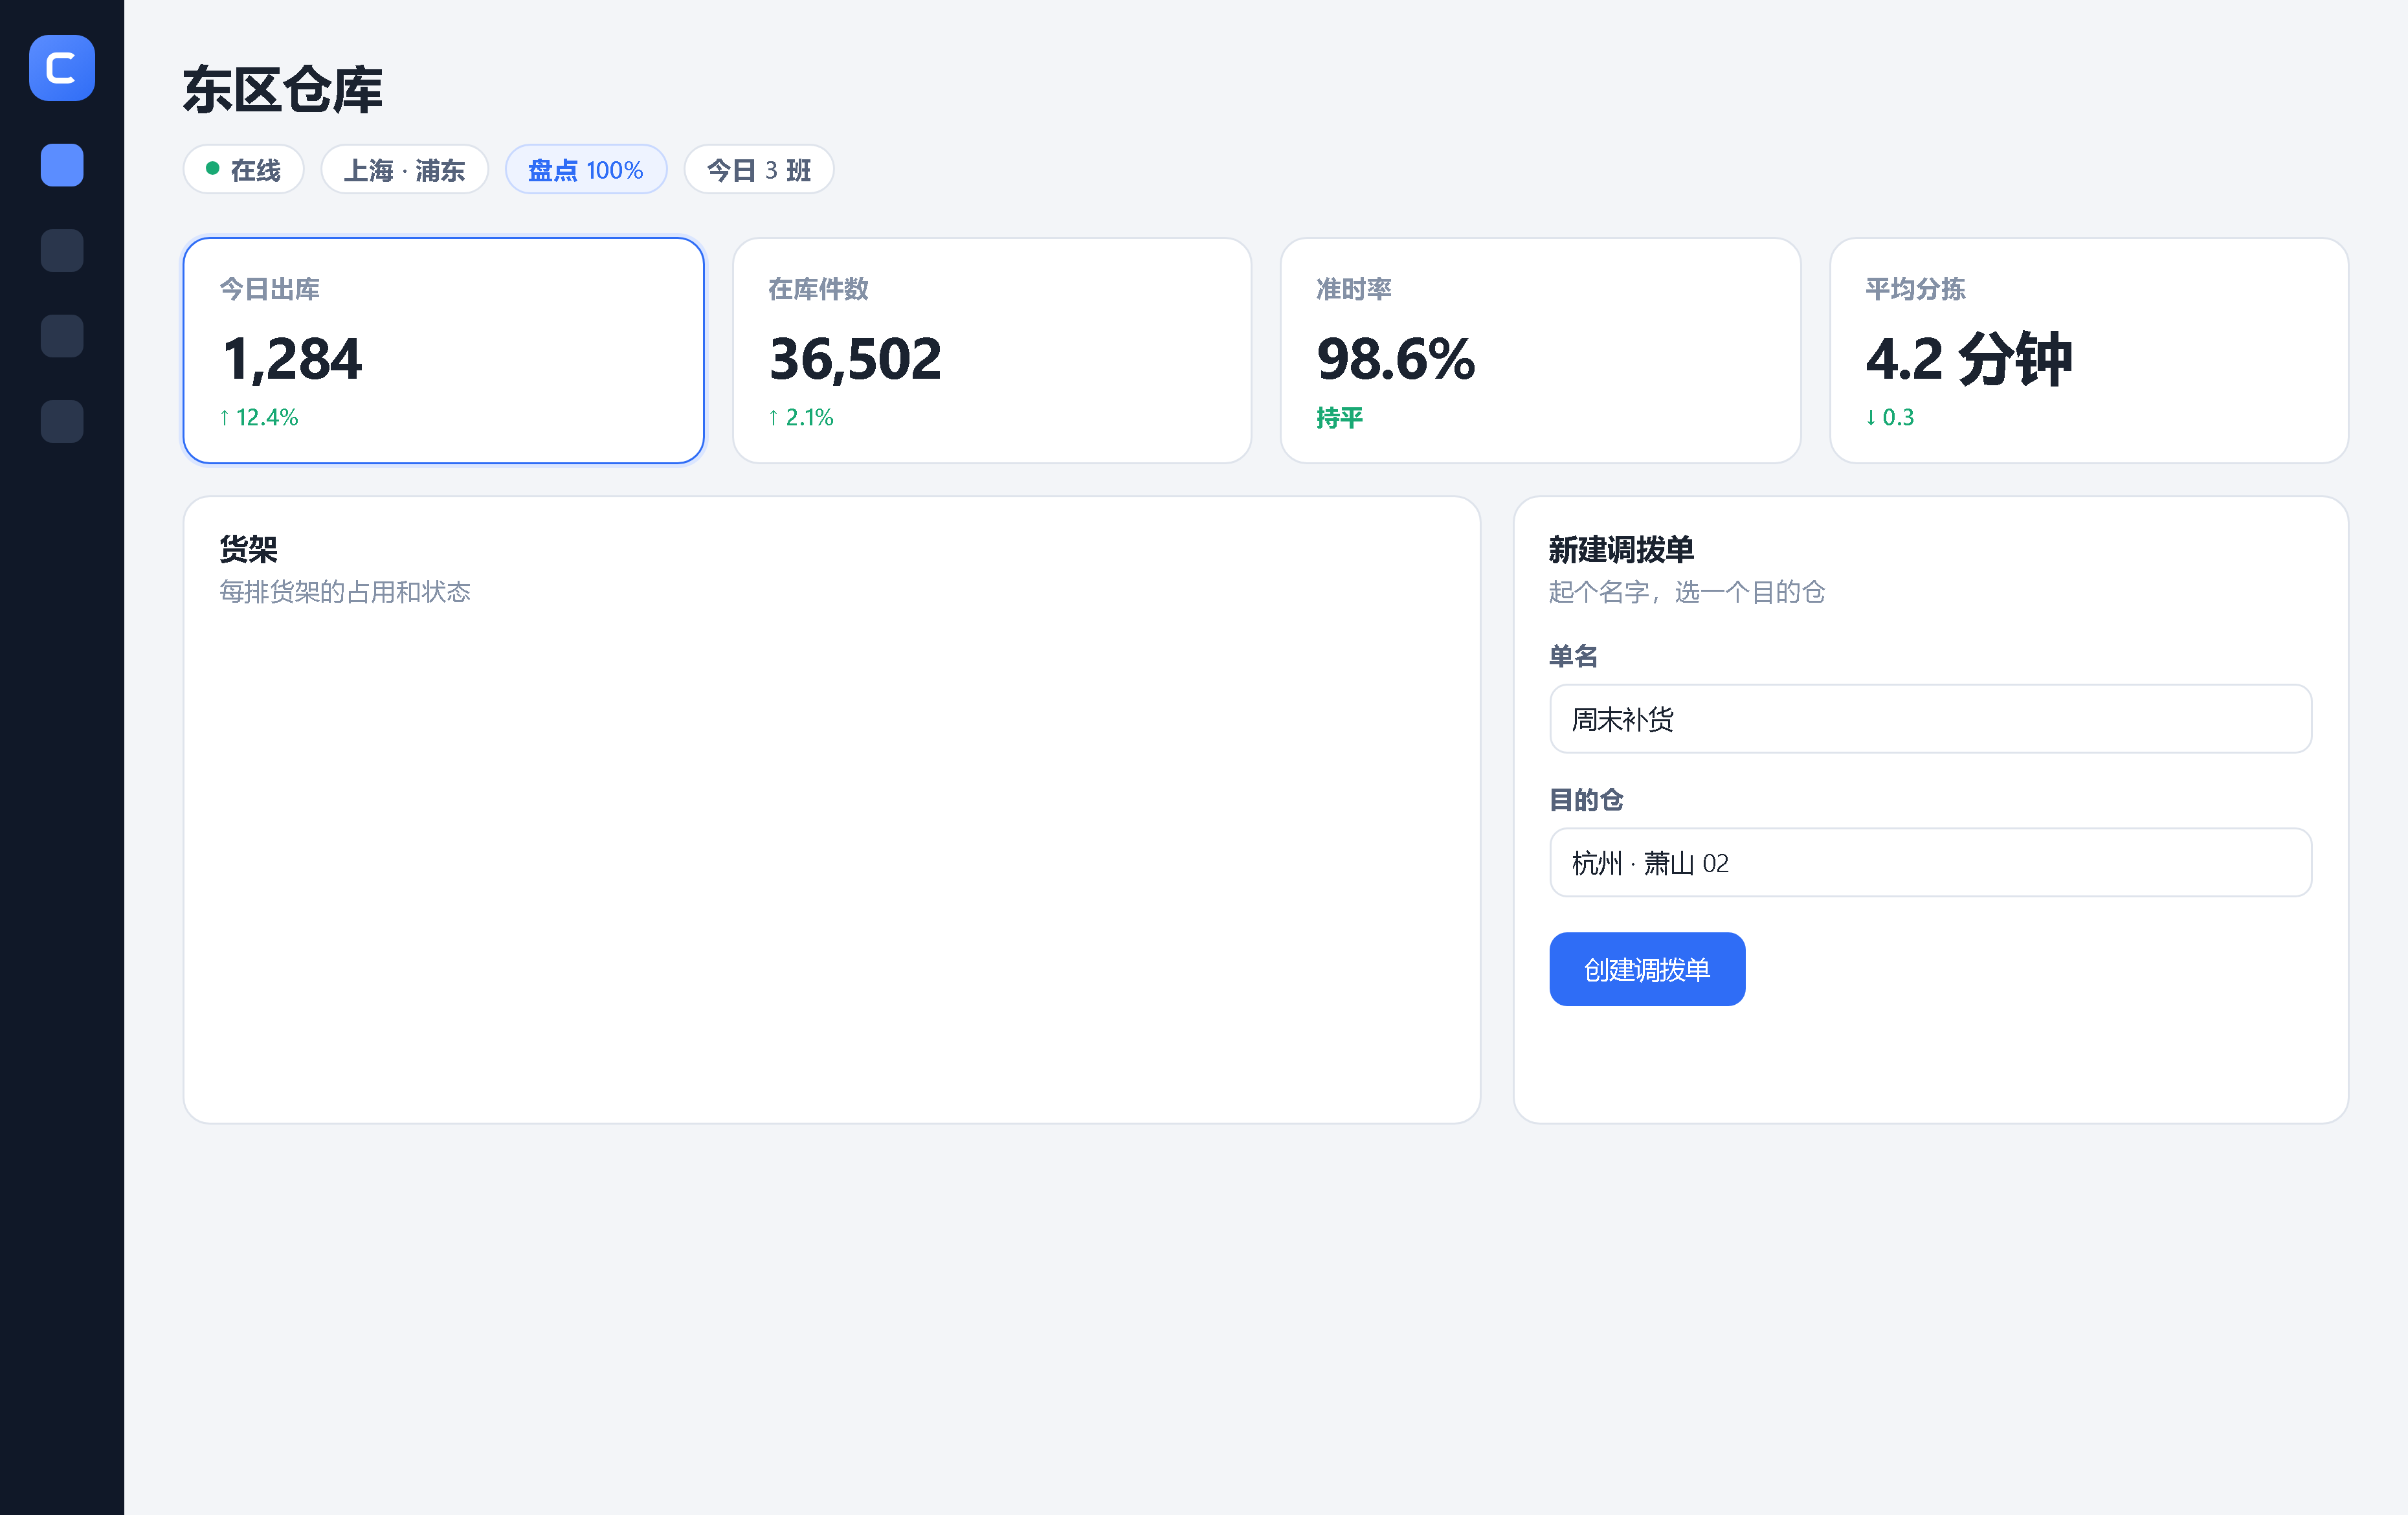 C
东区仓库
在线
上海 · 浦东
盘点 100%
今日 3 班
今日出库
1,284
↑ 12.4%
在库件数
36,502
↑ 2.1%
准时率
98.6%
持平
平均分拣
4.2 分钟
↓ 0.3
货架
每排货架的占用和状态
新建调拨单
起个名字，选一个目的仓
单名
周末补货
目的仓
杭州 · 萧山 02
创建调拨单